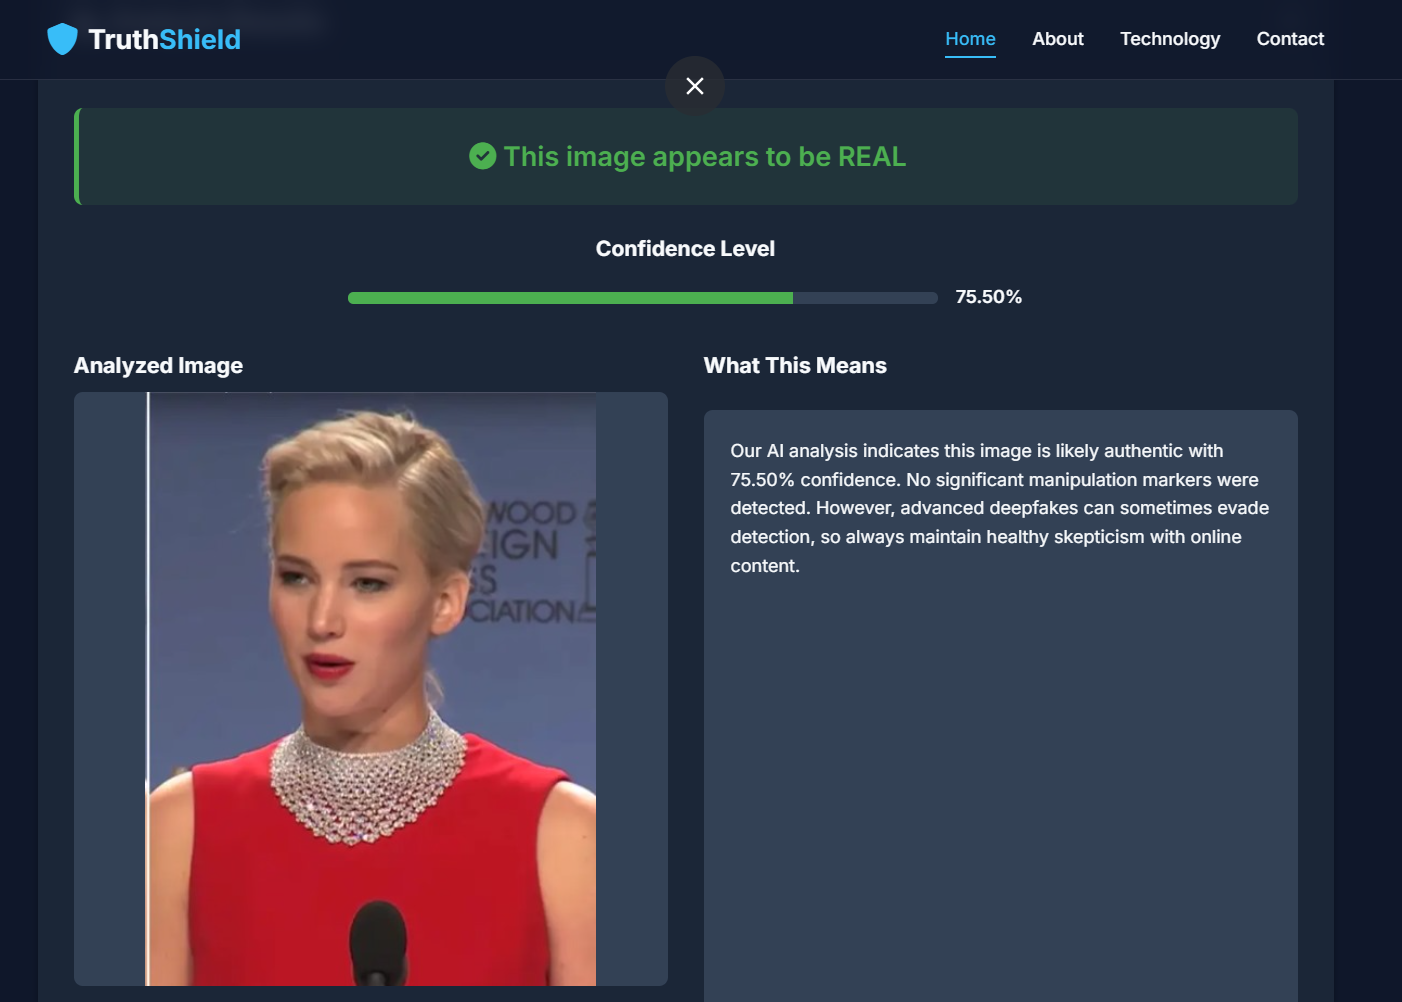 TruthShield
Home About Technology Contact
This image appears to be REAL
Confidence Level
75.50%
Analyzed Image
WOOD
EIGN
SS
CIATION
What This Means
Our AI analysis indicates this image is likely authentic with
75.50% confidence. No significant manipulation markers were
detected. However, advanced deepfakes can sometimes evade
detection, so always maintain healthy skepticism with online
content.